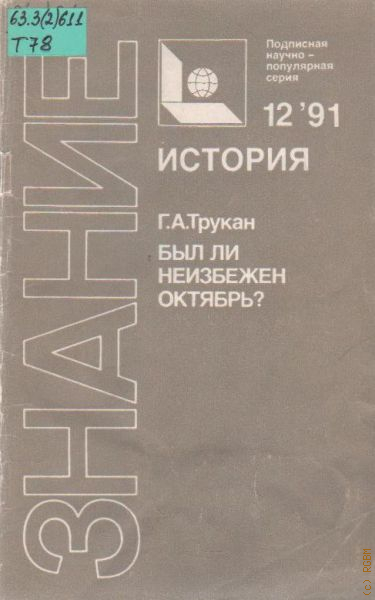 63.3(2)611
Т78
Подписная
научно-
популярная
серия
12 '91
ИСТОРИЯ
Г.А.Трукан
БЫЛ ЛИ
НЕИЗБЕЖЕН
ОКТЯБРЬ?
ЗНАНИЕ